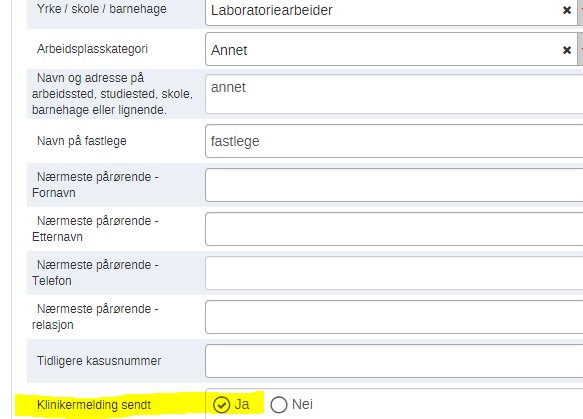 Yrke / skole / barnehage
Laboratoriearbeider ×
Arbeidsplasskategori
Annet ×
Navn og adresse på
arbeidssted, studiested, skole,
barnehage eller lignende.
annet
Navn på fastlege
fastlege
Nærmeste pårørende -
Fornavn
Nærmeste pårørende -
Etternavn
Nærmeste pårørende -
Telefon
Nærmeste pårørende -
relasjon
Tidligere kasusnummer
Klinikermelding sendt
Ja Nei